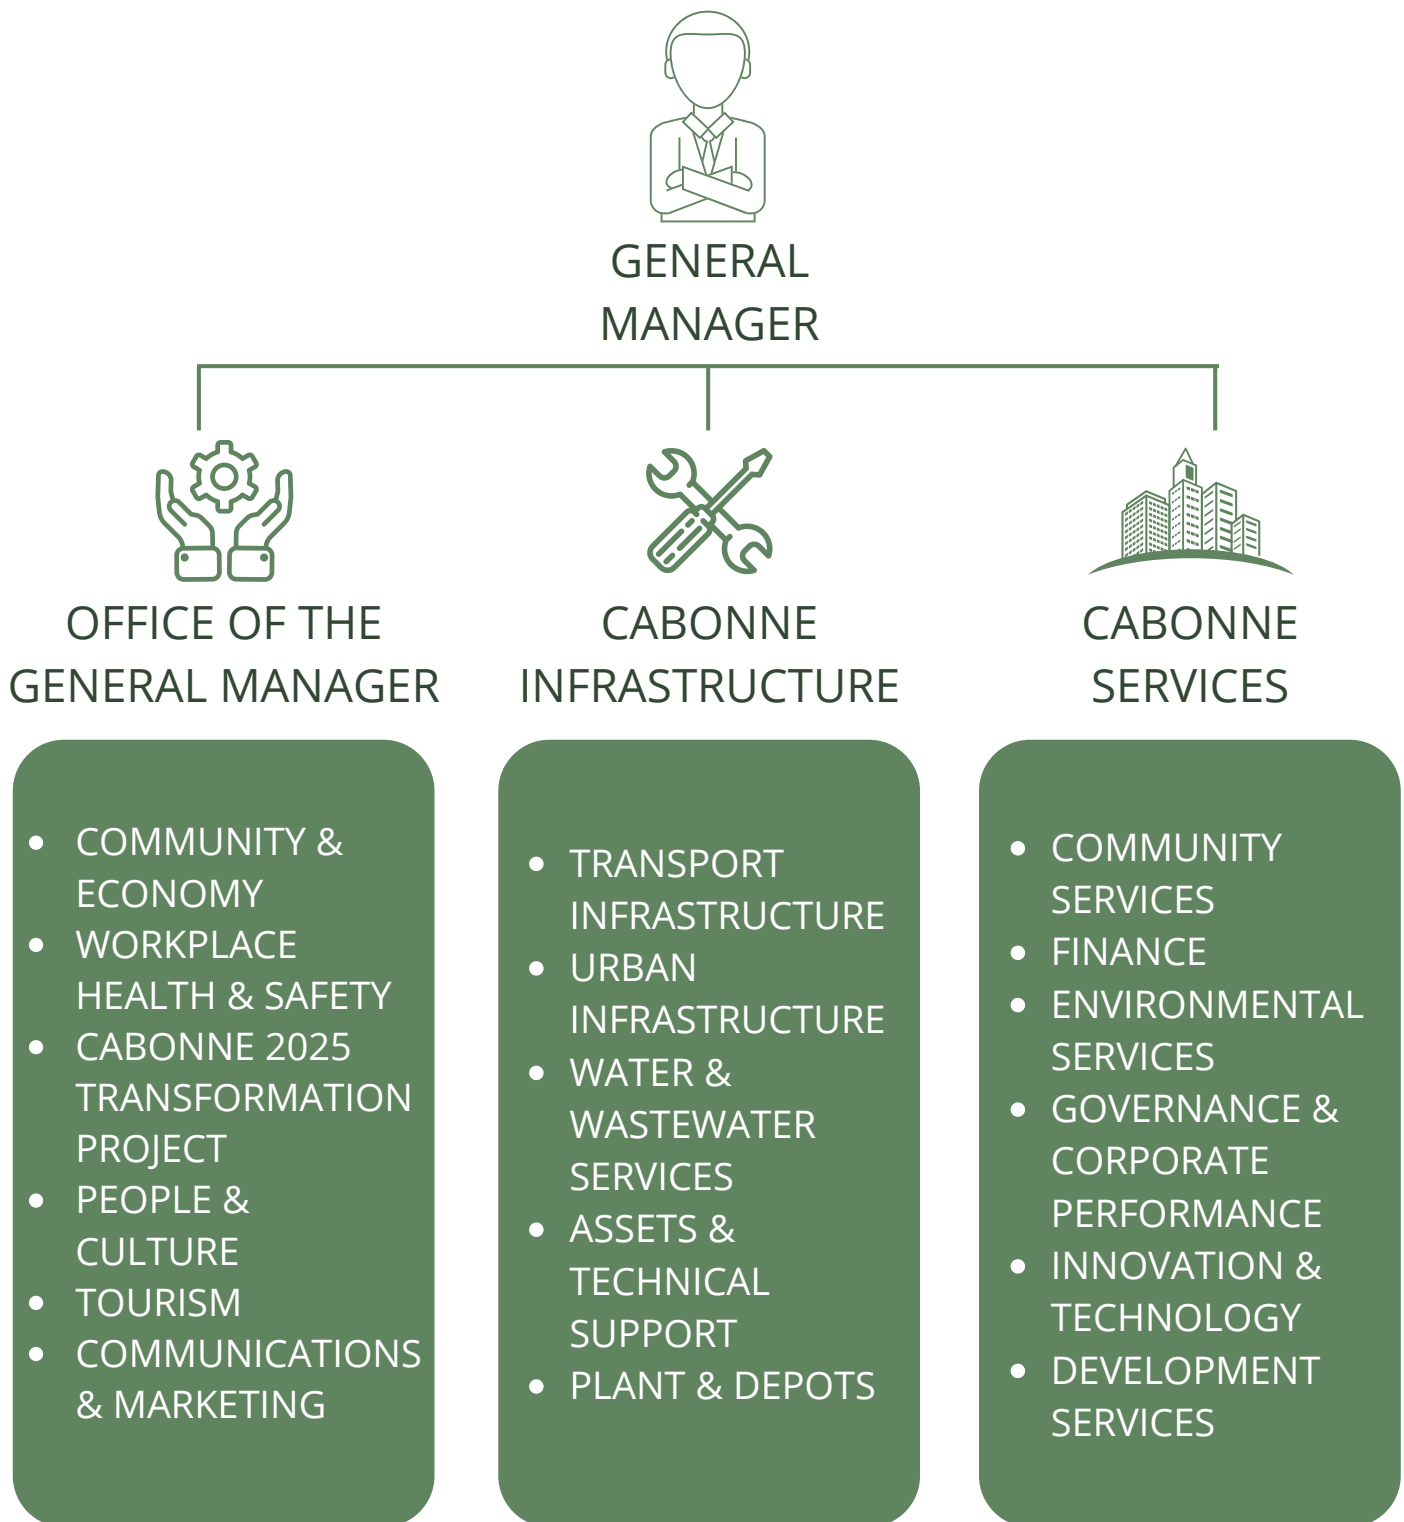 GENERAL
MANAGER
OFFICE OF THE
GENERAL MANAGER
CABONNE
INFRASTRUCTURE
CABONNE
SERVICES
• COMMUNITY &
ECONOMY
• WORKPLACE
HEALTH & SAFETY
• CABONNE 2025
TRANSFORMATION
PROJECT
• PEOPLE &
CULTURE
• TOURISM
• COMMUNICATIONS
& MARKETING
• TRANSPORT
INFRASTRUCTURE
• URBAN
INFRASTRUCTURE
• WATER &
WASTEWATER
SERVICES
• ASSETS &
TECHNICAL
SUPPORT
• PLANT & DEPOTS
• COMMUNITY
SERVICES
• FINANCE
• ENVIRONMENTAL
SERVICES
• GOVERNANCE &
CORPORATE
PERFORMANCE
• INNOVATION &
TECHNOLOGY
• DEVELOPMENT
SERVICES